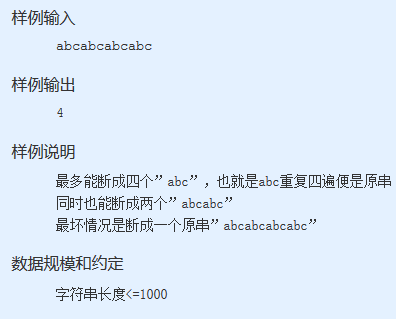 样例输入
abcabcabcabc
样例输出
4
样例说明
最多能断成四个”abc”，也就是abc重复四遍便是原串
同时也能断成两个”abcabc”
最坏情况是断成一个原串”abcabcabcabc”
数据规模和约定
字符串长度<=1000